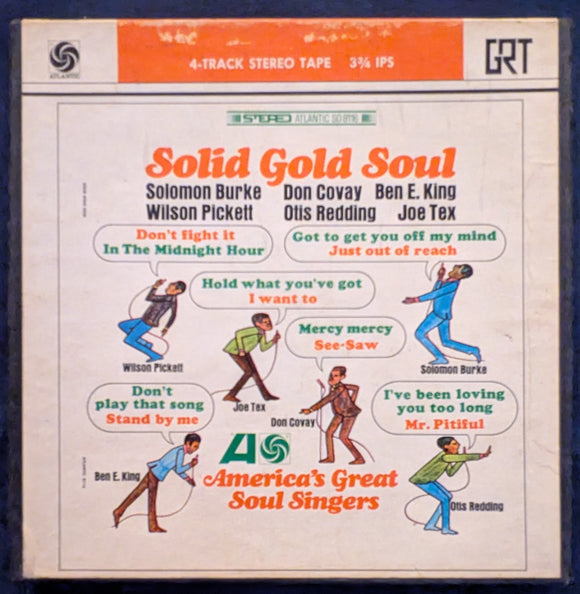 ATLANTIC
4-TRACK STEREO TAPE 3¾ IPS
GRT
STEREO ATLANTIC SD 8116
Solid Gold Soul
Solomon Burke Don Covay Ben E. King
Wilson Pickett Otis Redding Joe Tex
Don't fight it
In The Midnight Hour
Got to get you off my mind
Just out of reach
Hold what you've got
I want to
Mercy mercy
See-Saw
Wilson Pickett
Solomon Burke
Joe Tex
Don't
play that song
Stand by me
Don Covay
I've been loving
you too long
Mr. Pitiful
Ben E. King
A
America's Great
Soul Singers
Otis Redding